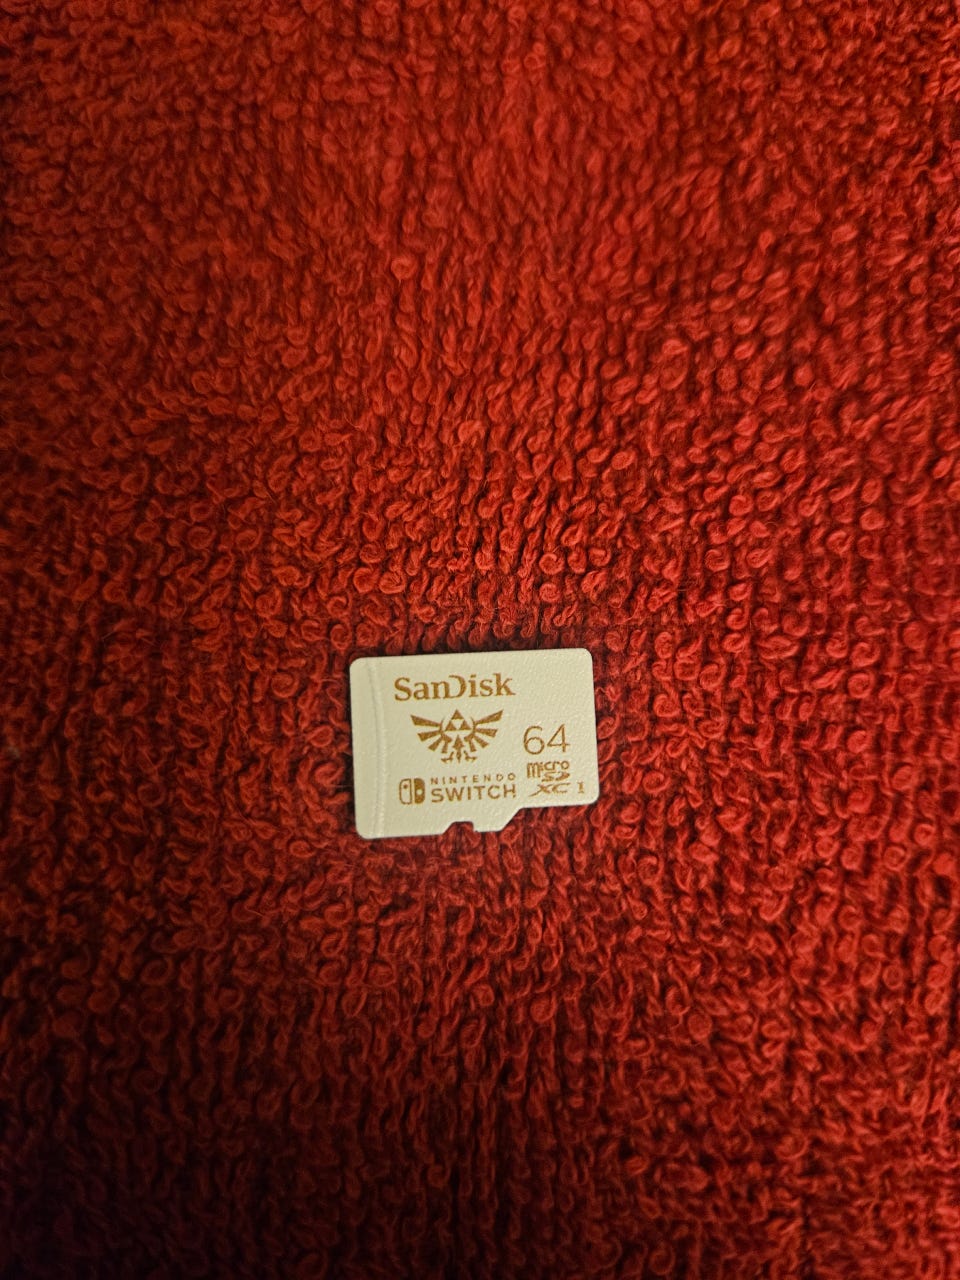 SanDisk
64
NINTENDO
SWITCH
micro
SD
XC I